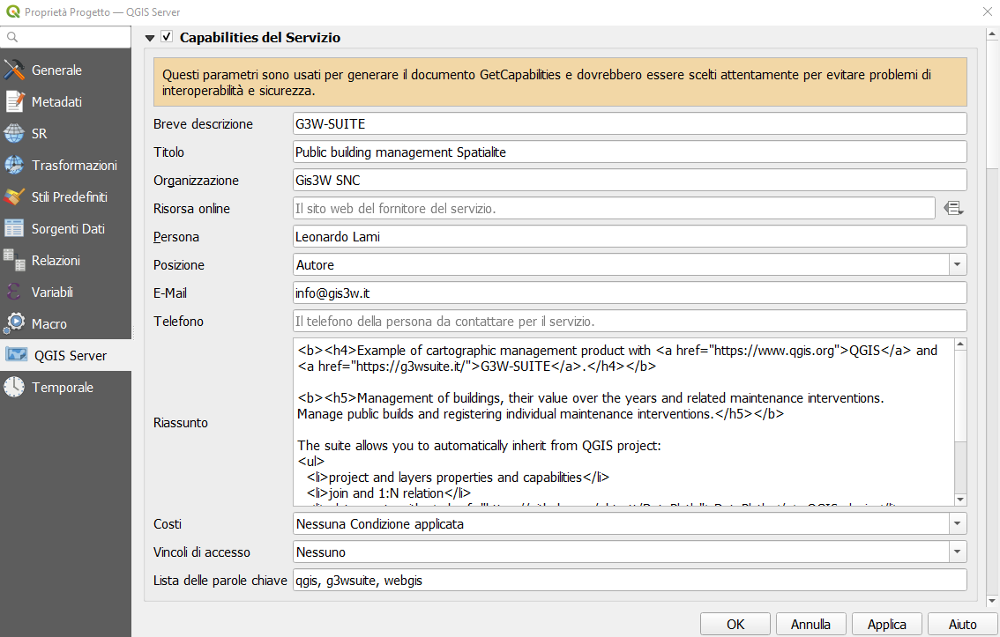 Proprietà Progetto — QGIS Server
Generale
Metadati
SR
Trasformazioni
Stili Predefiniti
Sorgenti Dati
Relazioni
Variabili
Macro
QGIS Server
Temporale
Capabilities del Servizio
Questi parametri sono usati per generare il documento GetCapabilities e dovrebbero essere scelti attentamente per evitare problemi di
interoperabilità e sicurezza.
Breve descrizione G3W-SUITE
Titolo Public building management Spatialite
Organizzazione Gis3W SNC
Risorsa online Il sito web del fornitore del servizio.
Persona Leonardo Lami
Posizione Autore
E-Mail info@gis3w.it
Telefono Il telefono della persona da contattare per il servizio.
Riassunto
<b><h4>Example of cartographic management product with <a href="https://www.qgis.org">QGIS</a> and
<a href="https://g3wsuite.it/">G3W-SUITE</a>.</h4></b>
<b><h5>Management of buildings, their value over the years and related maintenance interventions.
Manage public builds and registering individual maintenance interventions.</h5></b>
The suite allows you to automatically inherit from QGIS project:
<ul>
<li>project and layers properties and capabilities</li>
<li>join and 1:N relation</li>
Costi Nessuna Condizione applicata
Vincoli di accesso Nessuno
Lista delle parole chiave qgis, g3wsuite, webgis
OK Annulla Applica Aiuto